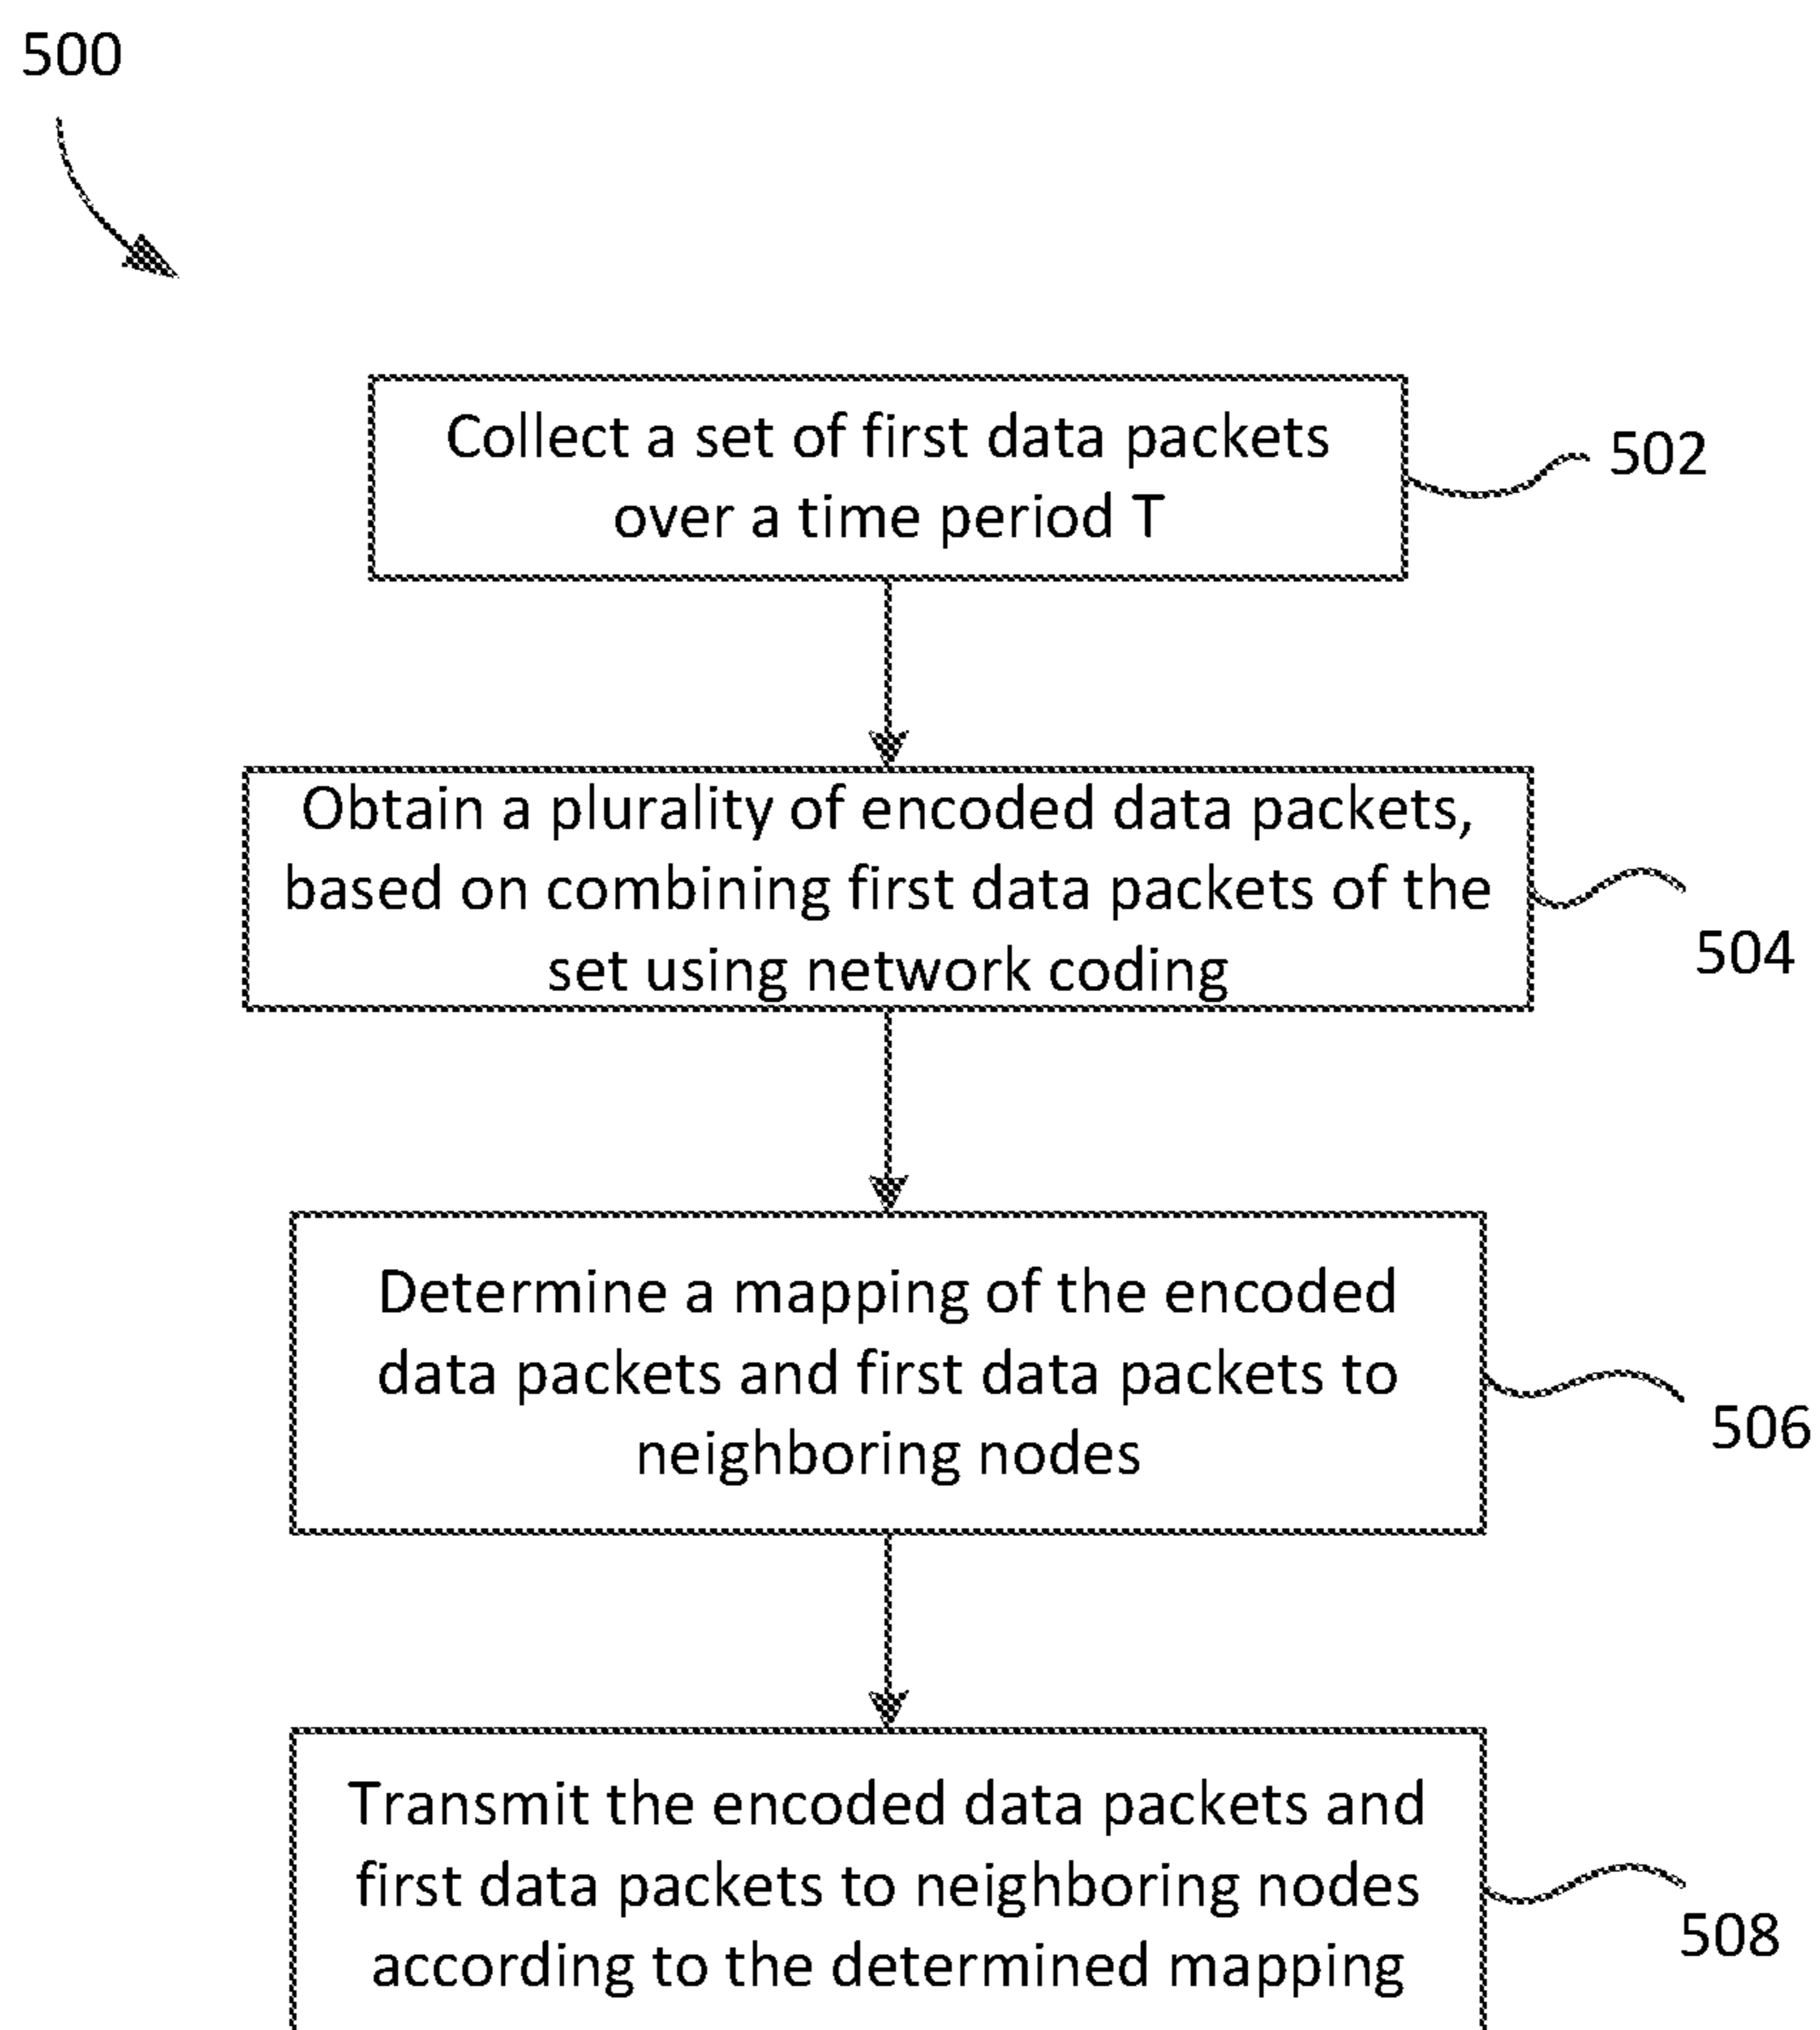 500
Collect a set of first data packets
over a time period T
502
Obtain a plurality of encoded data packets,
based on combining first data packets of the
set using network coding
504
Determine a mapping of the encoded
data packets and first data packets to
neighboring nodes
506
Transmit the encoded data packets and
first data packets to neighboring nodes
according to the determined mapping
508